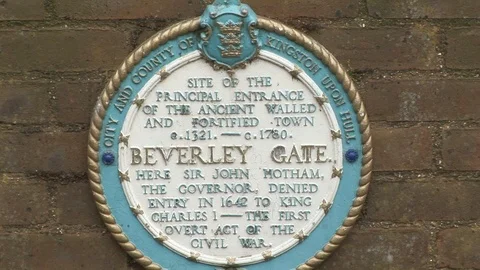 CITY AND COUNTY OF KINGSTON UPON HULL
SITE OF THE
PRINCIPAL ENTRANCE
OF THE ANCIENT WALLED
AND FORTIFIED TOWN
c.1321. — c.1780.
BEVERLEY GATE.
HERE SIR JOHN HOTHAM,
THE GOVERNOR, DENIED
ENTRY IN 1642 TO KING
CHARLES I — THE FIRST
OVERT ACT OF THE
CIVIL WAR.